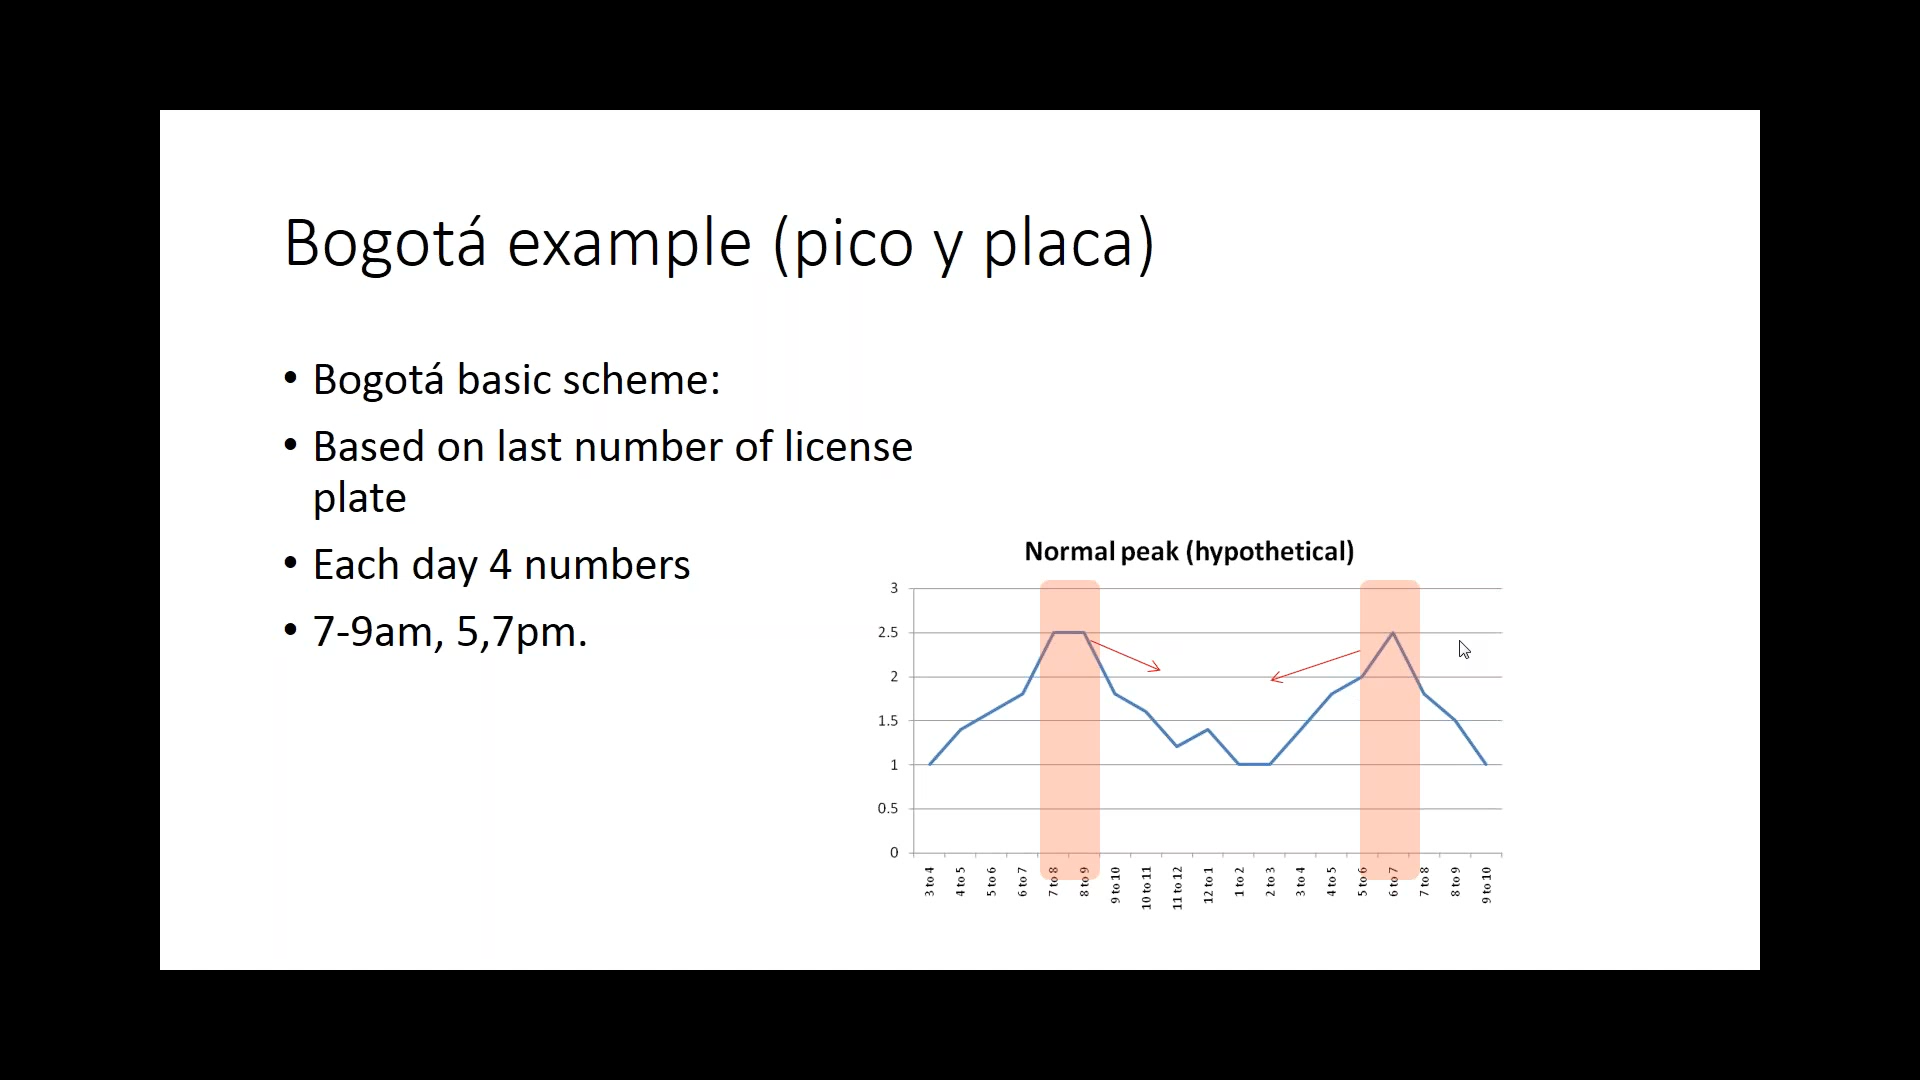 Bogotá example (pico y placa)
• Bogotá basic scheme:
• Based on last number of license
plate
• Each day 4 numbers
• 7-9am, 5,7pm.
Normal peak (hypothetical)
3
2.5
2
1.5
1
0.5
0
3 to 4
4 to 5
5 to 6
6 to 7
7 to 8
8 to 9
9 to 10
10 to 11
11 to 12
12 to 1
1 to 2
2 to 3
3 to 4
4 to 5
5 to 6
6 to 7
7 to 8
8 to 9
9 to 10